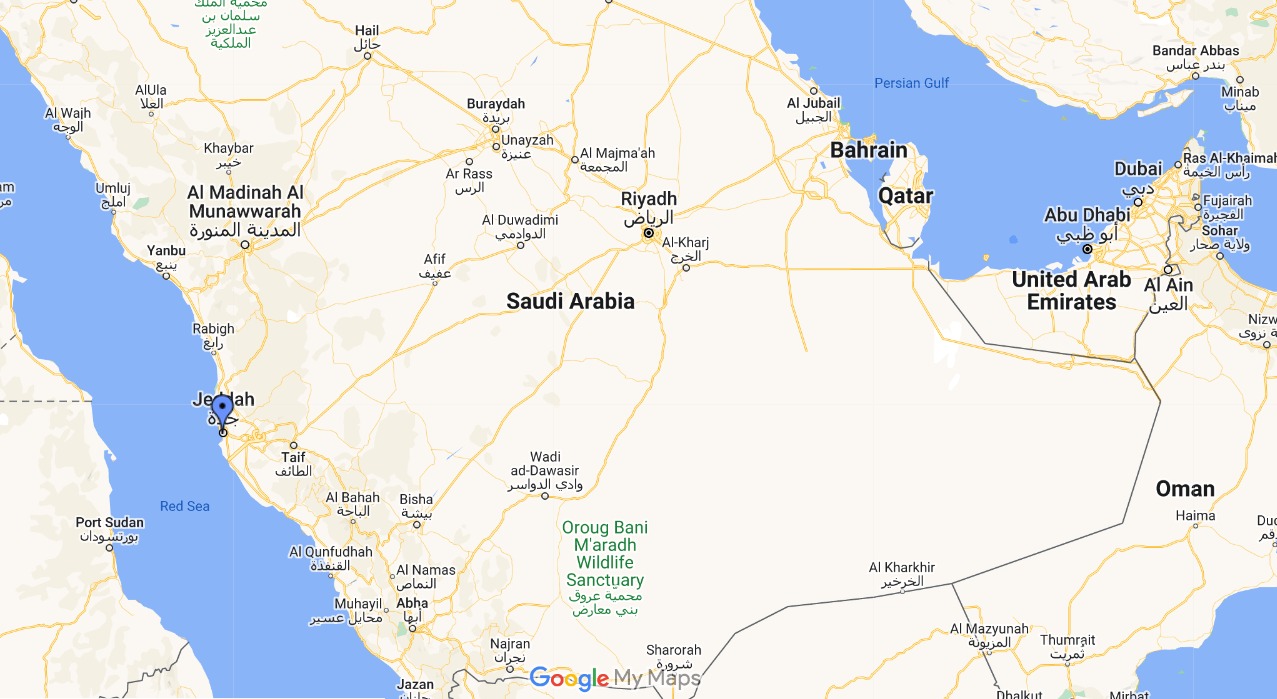 محمية الملك
سلمان بن
عبدالعزيز
الملكية
Hail
حائل
Bandar Abbas
بندر عباس
Minab
میناب
Persian Gulf
AlUla
العلا
Al Wajh
الوجه
Buraydah
بريدة
Al Jubail
الجبيل
Unayzah
عنيزة
Khaybar
خيبر
Al Majma'ah
المجمعة
Bahrain
Ar Rass
الرس
Dubai
دبي
Ras Al-Khaimah
رأس الخيمة
Umluj
املج
Al Madinah Al
Munawwarah
المدينة المنورة
Riyadh
الرياض
Qatar
Fujairah
الفجيرة
Abu Dhabi
أبو ظبي
Sohar
ولاية صحار
Al Duwadimi
الدوادمي
Yanbu
ينبع
Al-Kharj
الخرج
Afif
عفيف
United Arab
Emirates
Al Ain
العين
Saudi Arabia
Rabigh
رابغ
Nizw
ة نزوى
Je ah
جدة
Taif
الطائف
Wadi
ad-Dawasir
وادي الدواسر
Red Sea
Al Bahah
الباحة
Bisha
بيشة
Oman
Haima
Port Sudan
بورتسودان
Oroug Bani
M'aradh
Wildlife
Sanctuary
محمية عروق
بني معارض
Al Qunfudhah
القنفذة
Al Namas
النماص
Al Kharkhir
الخرخير
Muhayil
محايل عسير
Abha
أبها
Najran
نجران
Sharorah
شرورة
Al Mazyunah
المزيونة
Thumrait
ثمريت
Google My Maps
Jazan
جازان
Dhalkut
Mirbat